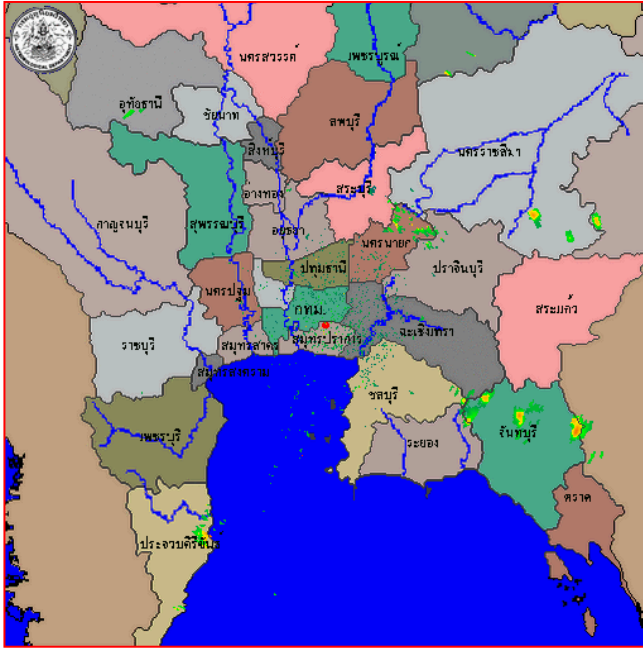 นครสวรรค์
เพชรบูรณ์
อุทัยธานี
ชัยนาท
ลพบุรี
สิงห์บุรี
นครราชสีมา
สระบุรี
อ่างทอง
กาญจนบุรี
สุพรรณบุรี
อยุธยา
นครนายก
ปทุมธานี
ปราจีนบุรี
นครปฐม
กทม.
สระแก้ว
ฉะเชิงเทรา
ราชบุรี
สมุทรสาคร
สมุทรปราการ
สมุทรสงคราม
ชลบุรี
เพชรบุรี
ระยอง
จันทบุรี
ตราด
ประจวบคีรีขันธ์